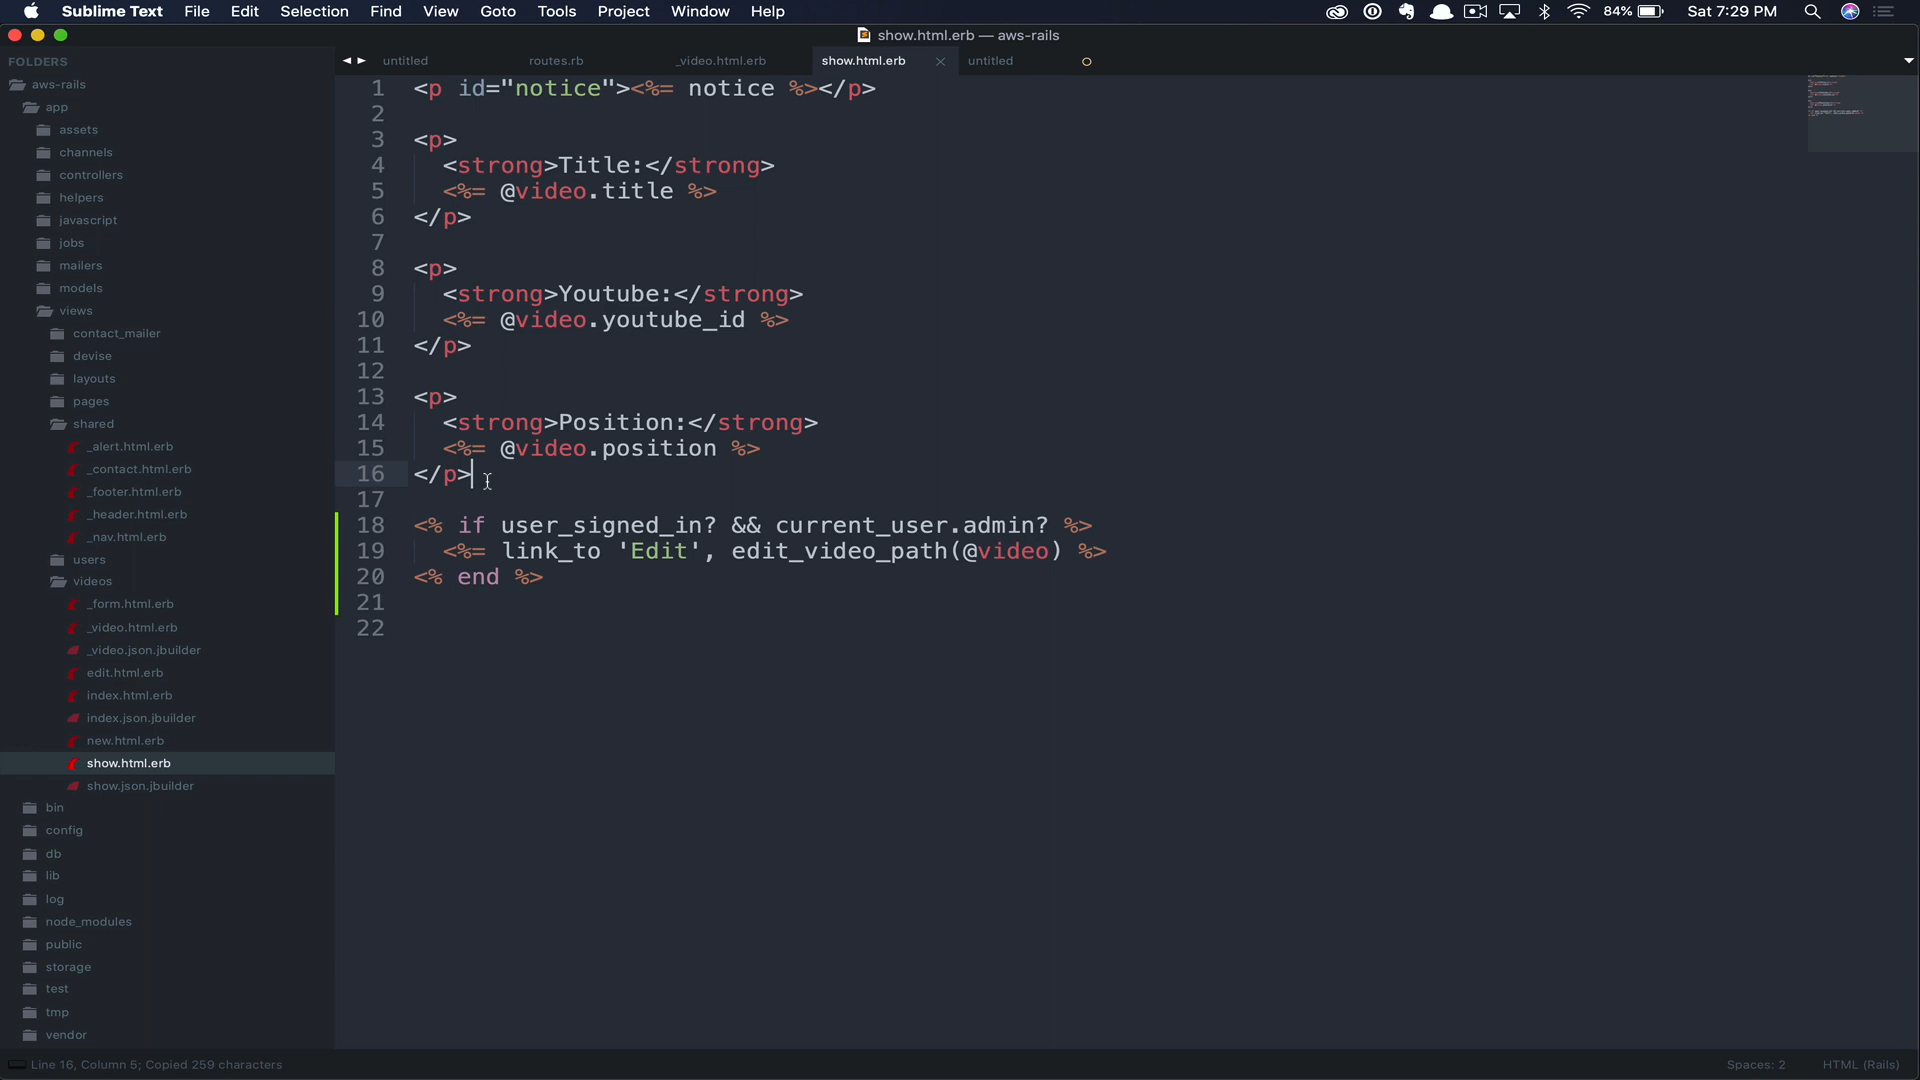 Sublime Text File Edit Selection Find View Goto Tools Project Window Help 84% Sat 7:29 PM
show.html.erb — aws-rails
FOLDERS
aws-rails
app
assets
channels
controllers
helpers
javascript
jobs
mailers
models
views
contact_mailer
devise
layouts
pages
shared
_alert.html.erb
_contact.html.erb
_footer.html.erb
_header.html.erb
_nav.html.erb
users
videos
_form.html.erb
_video.html.erb
_video.json.jbuilder
edit.html.erb
index.html.erb
index.json.jbuilder
new.html.erb
show.html.erb
show.json.jbuilder
bin
config
db
lib
log
node_modules
public
storage
test
tmp
vendor
untitled routes.rb _video.html.erb show.html.erb untitled
1 <p id="notice"><%= notice %></p>
2
3 <p>
4   <strong>Title:</strong>
5   <%= @video.title %>
6 </p>
7
8 <p>
9   <strong>Youtube:</strong>
10   <%= @video.youtube_id %>
11 </p>
12
13 <p>
14   <strong>Position:</strong>
15   <%= @video.position %>
16 </p>
17
18 <% if user_signed_in? && current_user.admin? %>
19   <%= link_to 'Edit', edit_video_path(@video) %>
20 <% end %>
21
22
Line 16, Column 5; Copied 259 characters Spaces: 2 HTML (Rails)